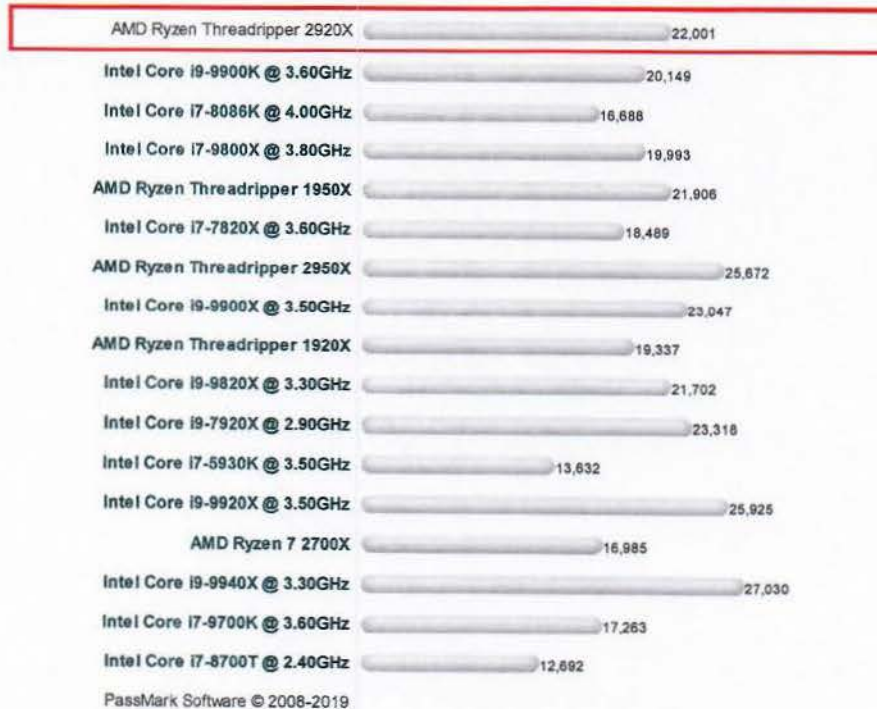 AMD Ryzen Threadripper 2920X 22,001
Intel Core i9-9900K @ 3.60GHz 20,149
Intel Core i7-8086K @ 4.00GHz 16,688
Intel Core i7-9800X @ 3.80GHz 19,993
AMD Ryzen Threadripper 1950X 21,906
Intel Core i7-7820X @ 3.60GHz 18,489
AMD Ryzen Threadripper 2950X 25,672
Intel Core i9-9900X @ 3.50GHz 23,047
AMD Ryzen Threadripper 1920X 19,337
Intel Core i9-9820X @ 3.30GHz 21,702
Intel Core i9-7920X @ 2.90GHz 23,318
Intel Core i7-5930K @ 3.50GHz 13,632
Intel Core i9-9920X @ 3.50GHz 25,925
AMD Ryzen 7 2700X 16,985
Intel Core i9-9940X @ 3.30GHz 27,030
Intel Core i7-9700K @ 3.60GHz 17,263
Intel Core i7-8700T @ 2.40GHz 12,692
PassMark Software © 2008-2019